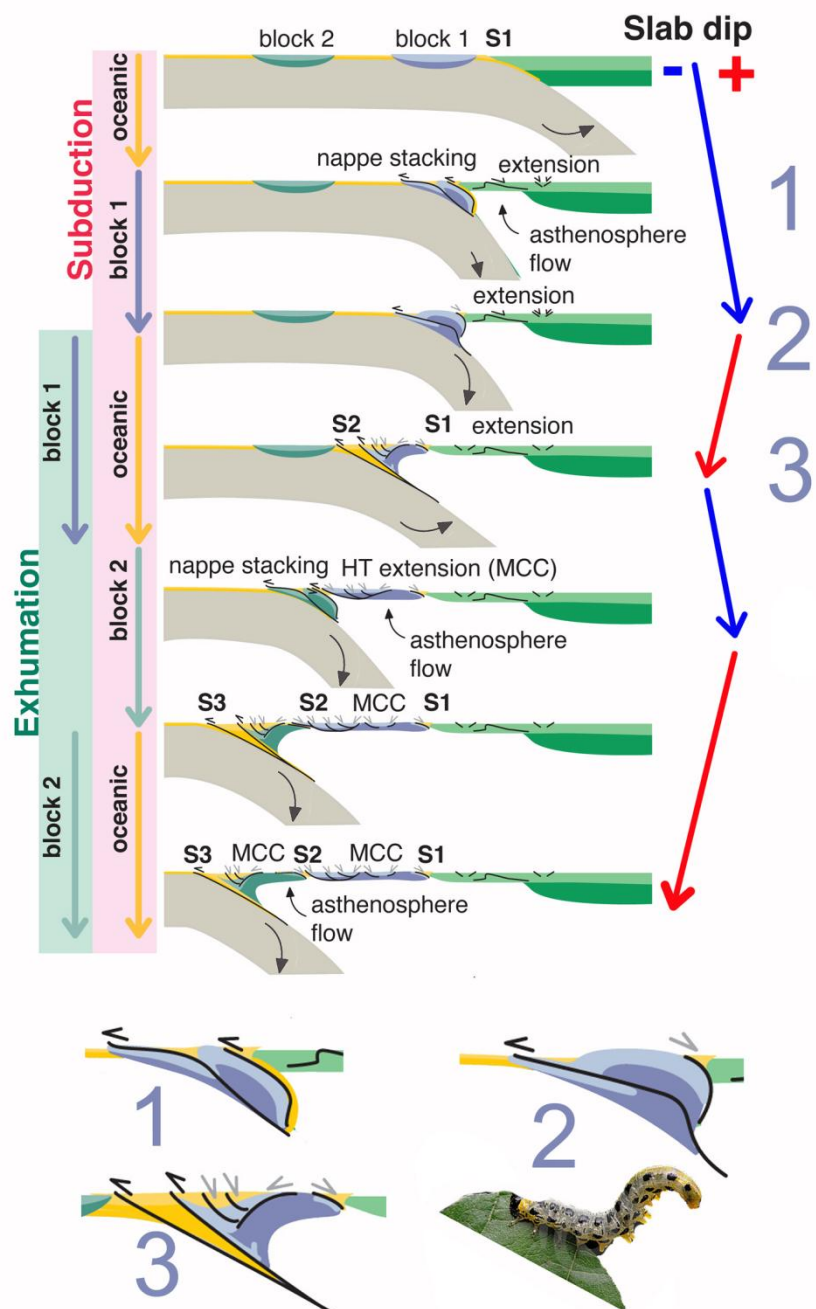 Slab dip
- +
block 2 block 1 S1
oceanic
Subduction
nappe stacking
extension
asthenosphere
flow
block 1
1
extension
2
block 1
oceanic
S2 S1 extension
3
Exhumation
nappe stacking HT extension (MCC)
asthenosphere
flow
block 2
S3 S2 MCC S1
block 2
oceanic
S3 MCC S2 MCC S1
asthenosphere
flow
1
2
3